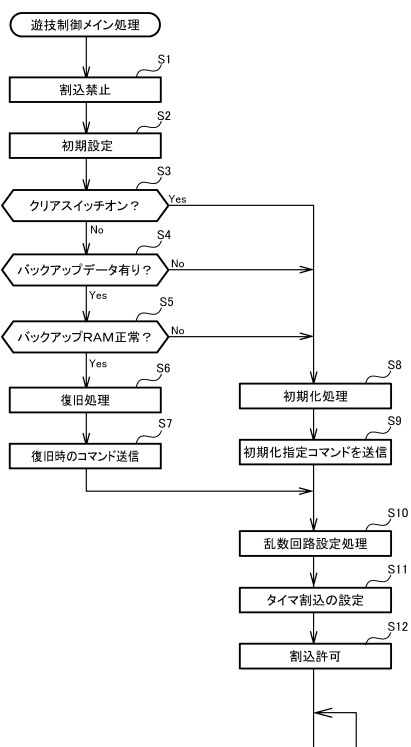 遊技制御メイン処理
S1
割込禁止
S2
初期設定
S3
クリアスイッチオン?
Yes
No
S4
バックアップデータ有り?
No
Yes
S5
バックアップRAM正常?
No
Yes
S6
復旧処理
S7
復旧時のコマンド送信
S8
初期化処理
S9
初期化指定コマンドを送信
S10
乱数回路設定処理
S11
タイマ割込の設定
S12
割込許可